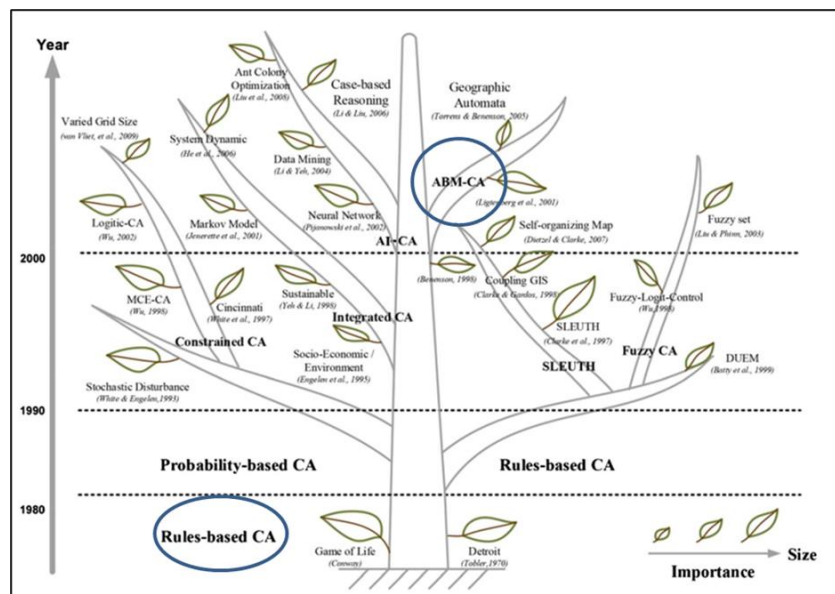 Year
Ant Colony
Optimization
(Liu et al., 2008)
Case-based
Reasoning
(Li & Liu, 2006)
Geographic
Automata
(Torrens & Benenson, 2005)
Varied Grid Size
(van Vliet, et al., 2009)
System Dynamic
(He et al., 2006)
Data Mining
(Li & Yeh, 2004)
ABM-CA
(Ligtenberg et al., 2001)
Logitic-CA
(Wu, 2002)
Markov Model
(Jenerette et al., 2001)
Neural Network
(Pijanowski et al., 2002)
AI-CA
Self-organizing Map
(Dietzel & Clarke, 2007)
Fuzzy set
(Liu & Phinn, 2003)
2000
MCE-CA
(Wu, 1998)
Cincinnati
(White et al., 1997)
Constrained CA
Sustainable
(Yeh & Li, 1998)
Integrated CA
(Benenson, 1998)
Coupling GIS
(Clarke & Gardos, 1998)
Fuzzy-Logit-Control
(Wu, 1998)
SLEUTH
(Clarke et al., 1997)
SLEUTH
Fuzzy CA
DUEM
(Batty et al., 1999)
Socio-Economic /
Environment
(Engelen et al., 1995)
Stochastic Disturbance
(White & Engelen, 1993)
1990
Probability-based CA
Rules-based CA
1980
Rules-based CA
Game of Life
(Conway)
Detroit
(Tobler, 1970)
Importance
Size